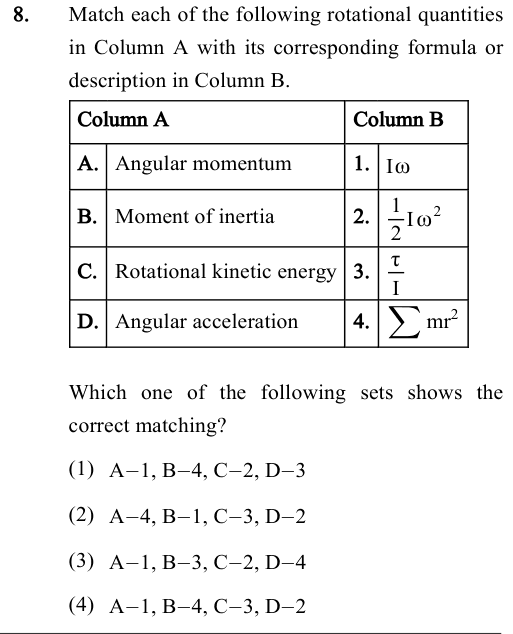 8. Match each of the following rotational quantities
in Column A with its corresponding formula or
description in Column B.
Column A Column B
A. Angular momentum 1. Iω
B. Moment of inertia 2. 1/2 Iω²
C. Rotational kinetic energy 3. τ/I
D. Angular acceleration 4. ∑ mr²
Which one of the following sets shows the
correct matching?
(1) A–1, B–4, C–2, D–3
(2) A–4, B–1, C–3, D–2
(3) A–1, B–3, C–2, D–4
(4) A–1, B–4, C–3, D–2